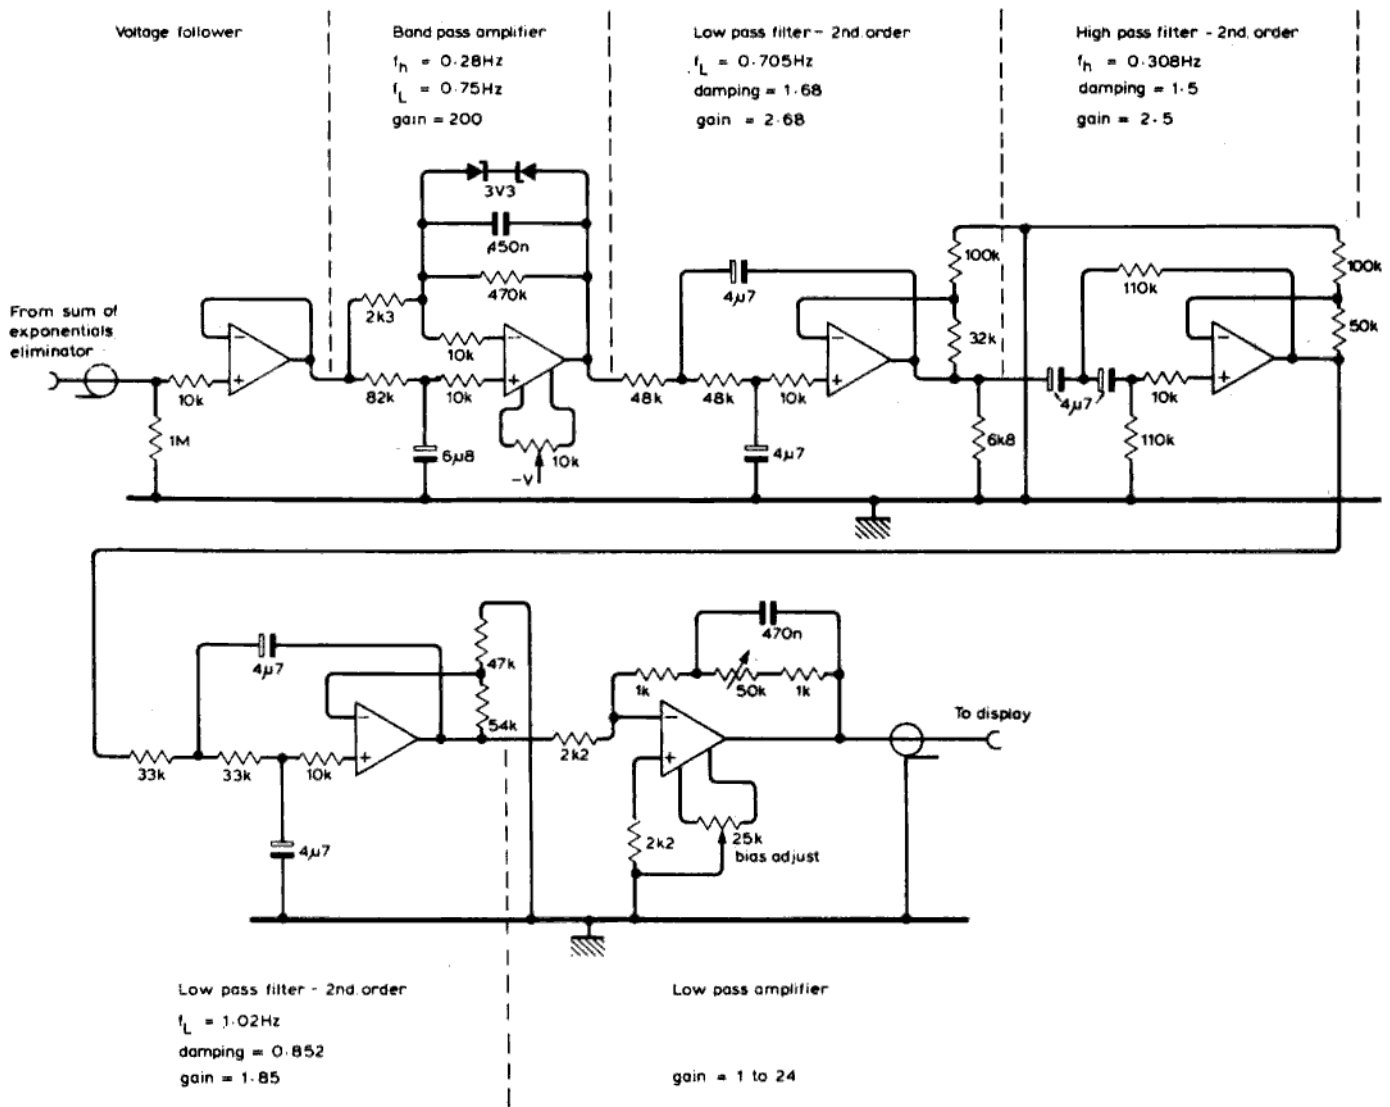 Voltage follower
Band pass amplifier
fh = 0·28Hz
fL = 0·75Hz
gain = 200
Low pass filter - 2nd. order
fL = 0·705Hz
damping = 1·68
gain = 2·68
High pass filter - 2nd. order
fh = 0·308Hz
damping = 1·5
gain = 2·5
3V3
450n
470k
2k3
10k
From sum of
exponentials
eliminator
10k
1M
82k
10k
6µ8
10k
-V
4µ7
48k
48k
10k
4µ7
100k
32k
6k8
110k
4µ7
10k
110k
100k
50k
4µ7
33k
33k
10k
4µ7
47k
54k
2k2
470n
1k
50k
1k
2k2
25k
bias adjust
To display
Low pass filter - 2nd. order
fL = 1·02Hz
damping = 0·852
gain = 1·85
Low pass amplifier
gain = 1 to 24